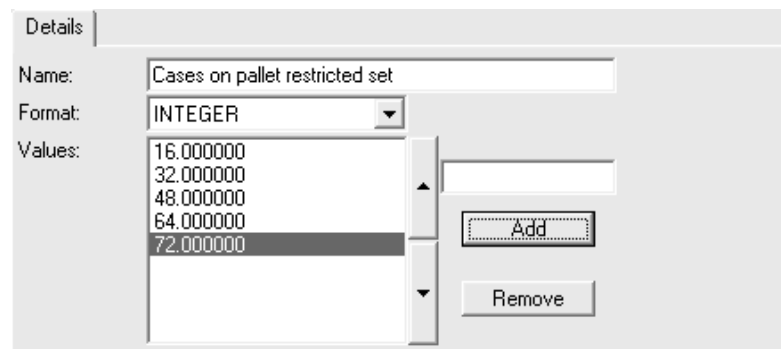 Details
Name: Cases on pallet restricted set
Format: INTEGER
Values:
16.000000
32.000000
48.000000
64.000000
72.000000
Add
Remove